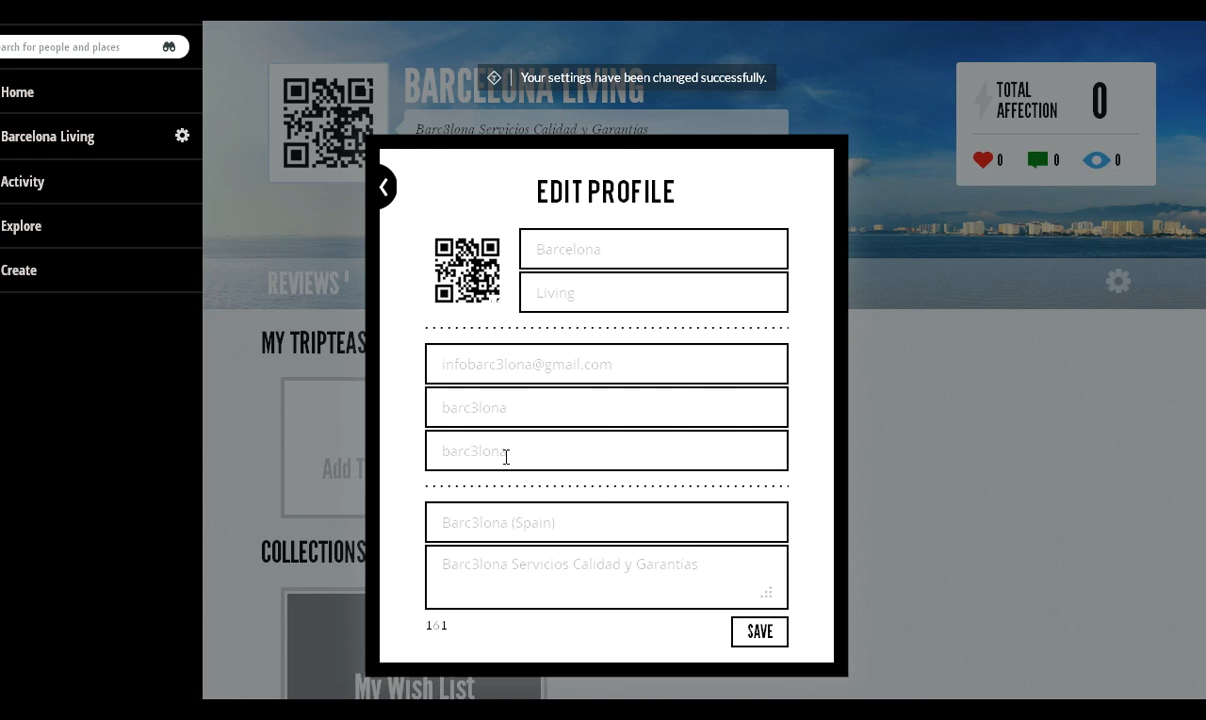 arch for people and places
Home
Barcelona Living
Activity
Explore
Create
Your settings have been changed successfully.
BARCELONA LIVING
Barc3lona Servicios Calidad y Garantías
TOTAL
AFFECTION
0
0
0
0
REVIEWS
MY TRIPTEAS
Add T
COLLECTIONS
My Wish List
EDIT PROFILE
Barcelona
Living
infobarc3lona@gmail.com
barc3lona
barc3lona
Barc3lona (Spain)
Barc3lona Servicios Calidad y Garantías
161
SAVE